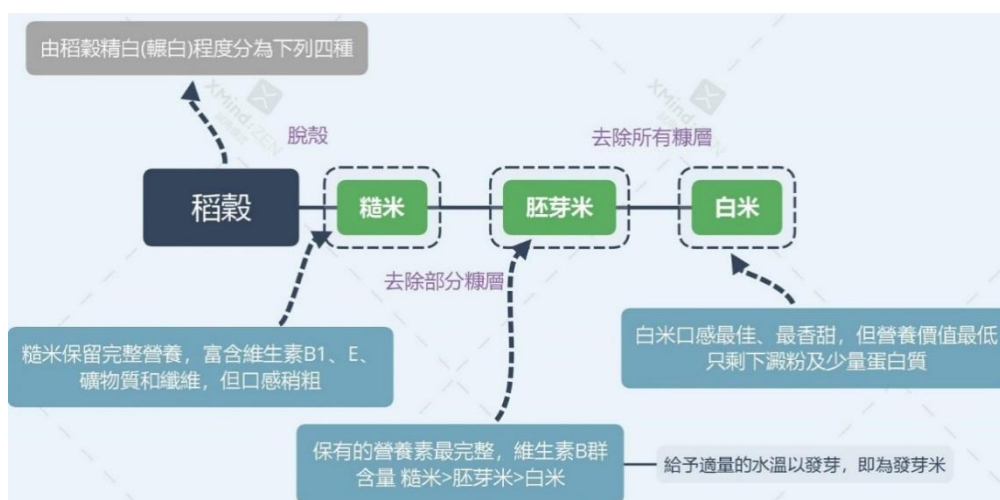 由稻穀精白(輾白)程度分為下列四種
XMind:ZEN
XMind:ZEN
脫殼
去除所有糠層
稻穀
糙米
胚芽米
白米
去除部分糠層
糙米保留完整營養，富含維生素B1、E、
礦物質和纖維，但口感稍粗
白米口感最佳、最香甜，但營養價值最低
只剩下澱粉及少量蛋白質
保有的營養素最完整，維生素B群
含量 糙米>胚芽米>白米
給予適量的水溫以發芽，即為發芽米